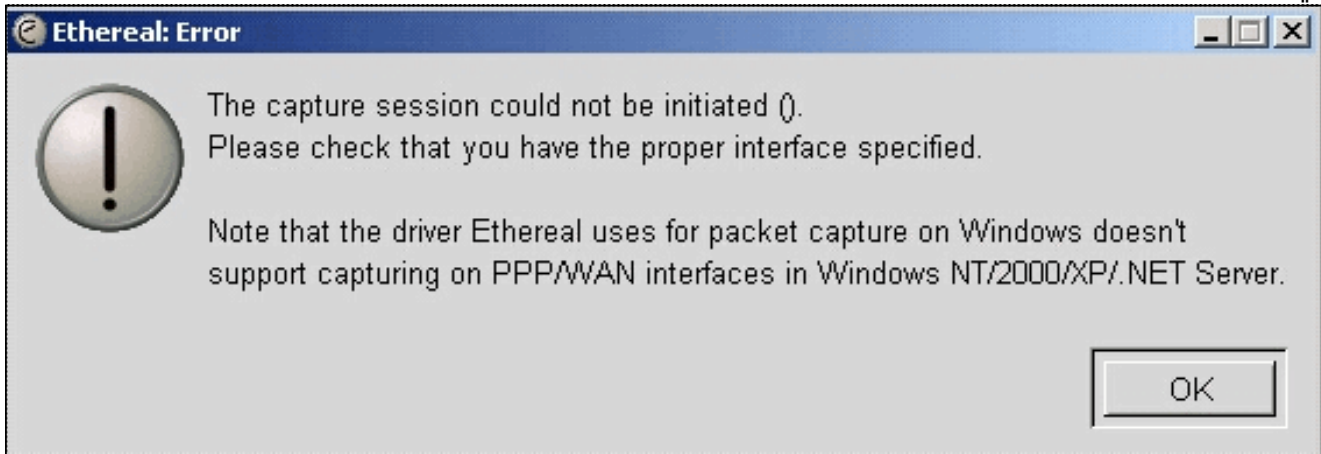 Ethereal: Error
The capture session could not be initiated ().
Please check that you have the proper interface specified.
Note that the driver Ethereal uses for packet capture on Windows doesn't
support capturing on PPP/WAN interfaces in Windows NT/2000/XP/.NET Server.
OK